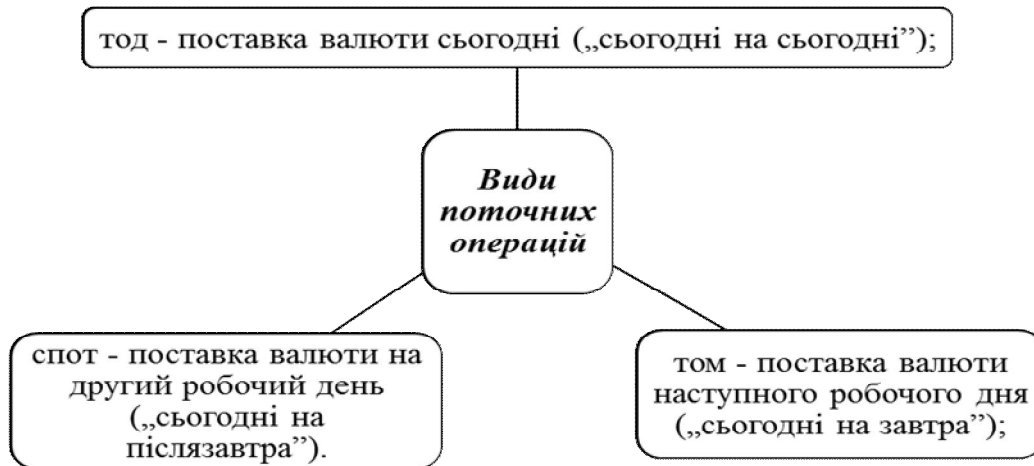 тод - поставка валюти сьогодні („сьогодні на сьогодні”);
Види
поточних
операцій
спот - поставка валюти на
другий робочий день
(„сьогодні на
післязавтра”).
том - поставка валюти
наступного робочого дня
(„сьогодні на завтра”);